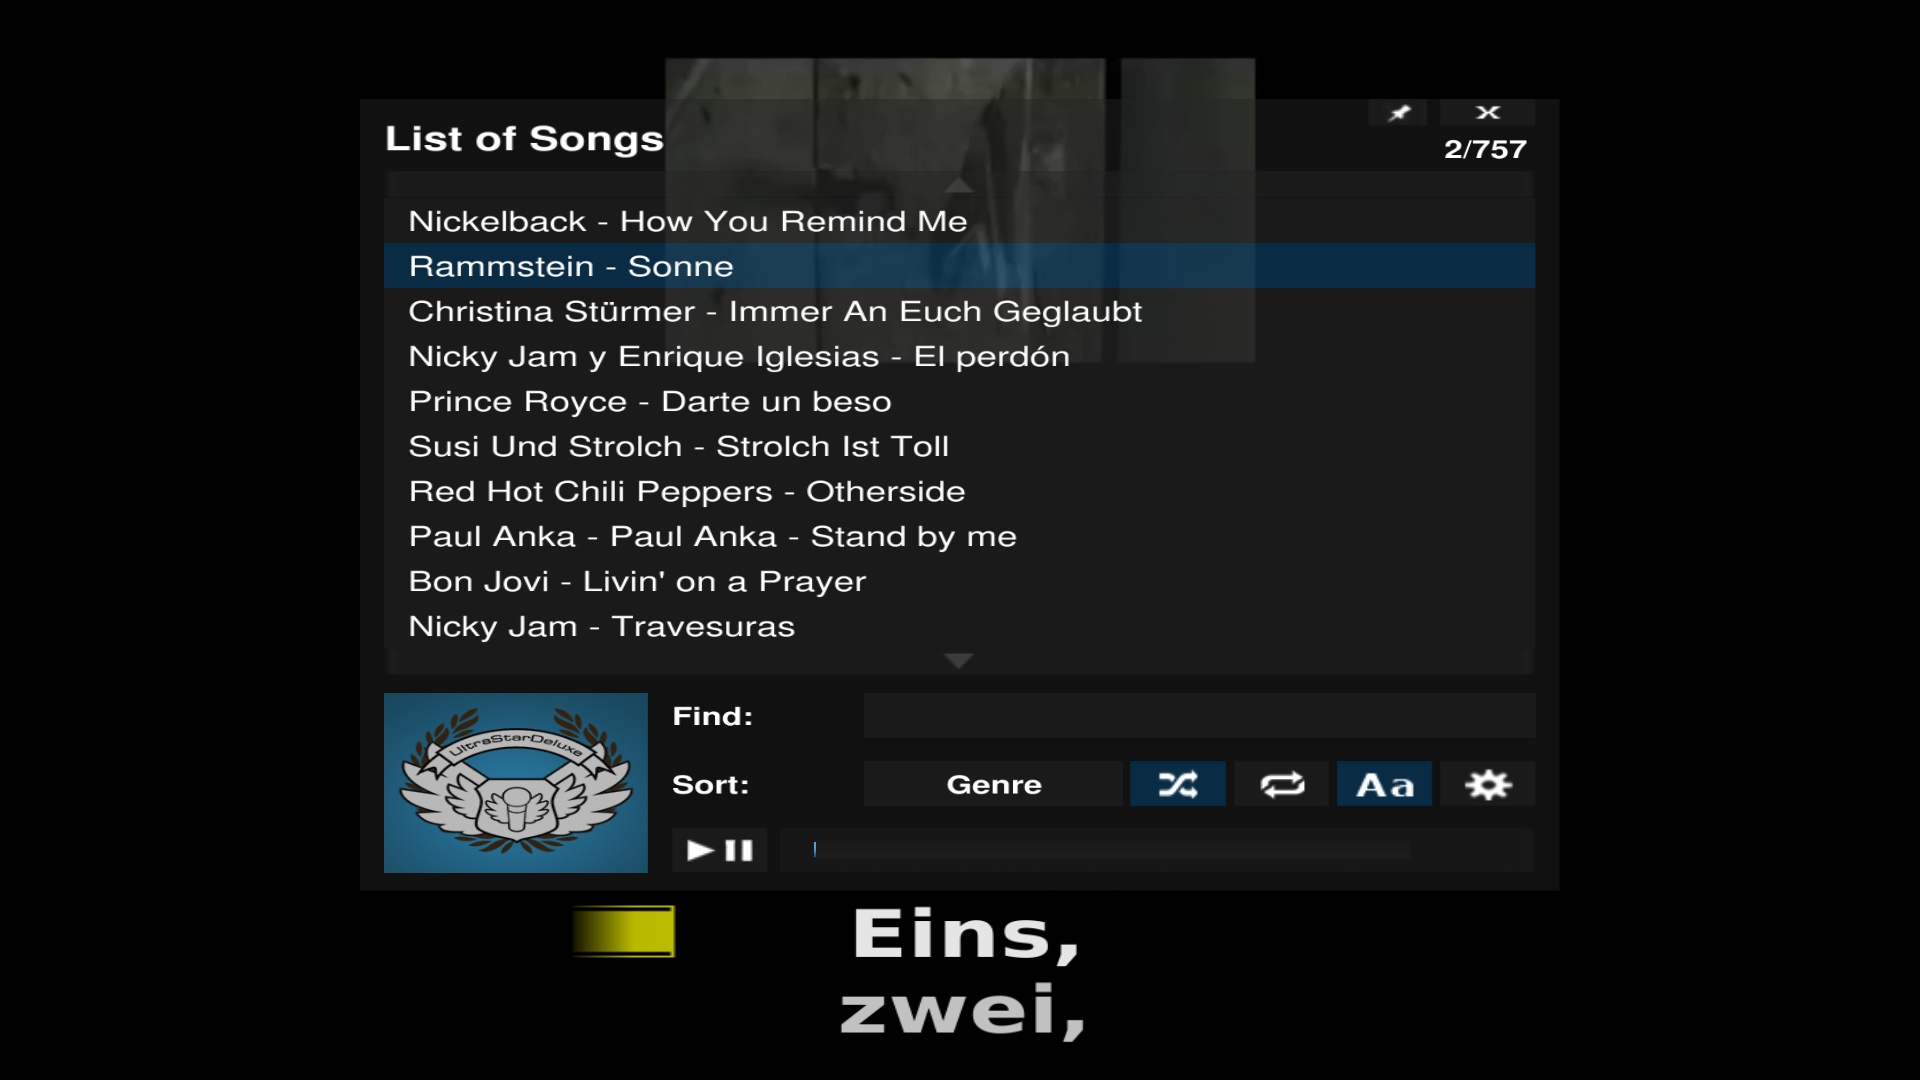 List of Songs
2/757
Nickelback - How You Remind Me
Rammstein - Sonne
Christina Stürmer - Immer An Euch Geglaubt
Nicky Jam y Enrique Iglesias - El perdón
Prince Royce - Darte un beso
Susi Und Strolch - Strolch Ist Toll
Red Hot Chili Peppers - Otherside
Paul Anka - Paul Anka - Stand by me
Bon Jovi - Livin' on a Prayer
Nicky Jam - Travesuras
UltraStarDeluxe
Find:
Sort:
Genre
Aa
Eins,
zwei,